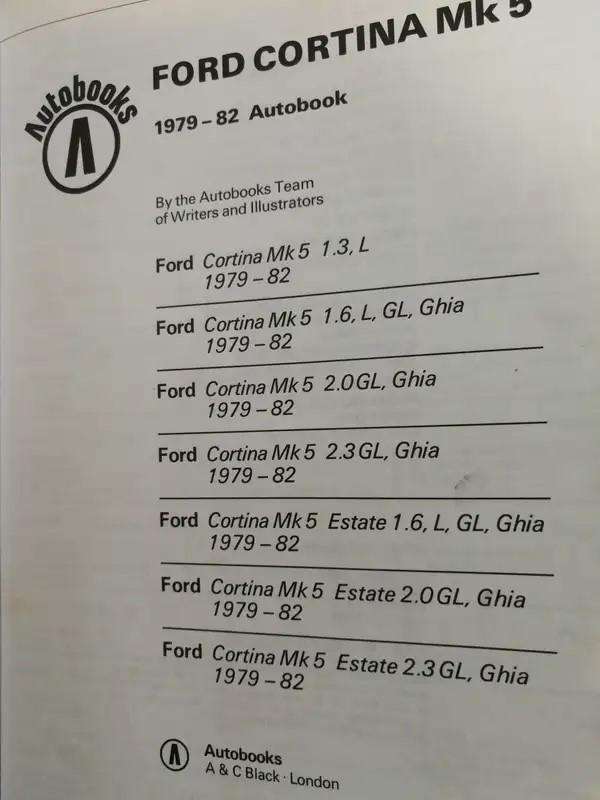 FORD CORTINA Mk 5
Autobooks
1979–82 Autobook
By the Autobooks Team
of Writers and Illustrators
Ford Cortina Mk 5 1.3, L
1979–82
Ford Cortina Mk 5 1.6, L, GL, Ghia
1979–82
Ford Cortina Mk 5 2.0 GL, Ghia
1979–82
Ford Cortina Mk 5 2.3 GL, Ghia
1979–82
Ford Cortina Mk 5 Estate 1.6, L, GL, Ghia
1979–82
Ford Cortina Mk 5 Estate 2.0 GL, Ghia
1979–82
Ford Cortina Mk 5 Estate 2.3 GL, Ghia
1979–82
Autobooks
A & C Black · London